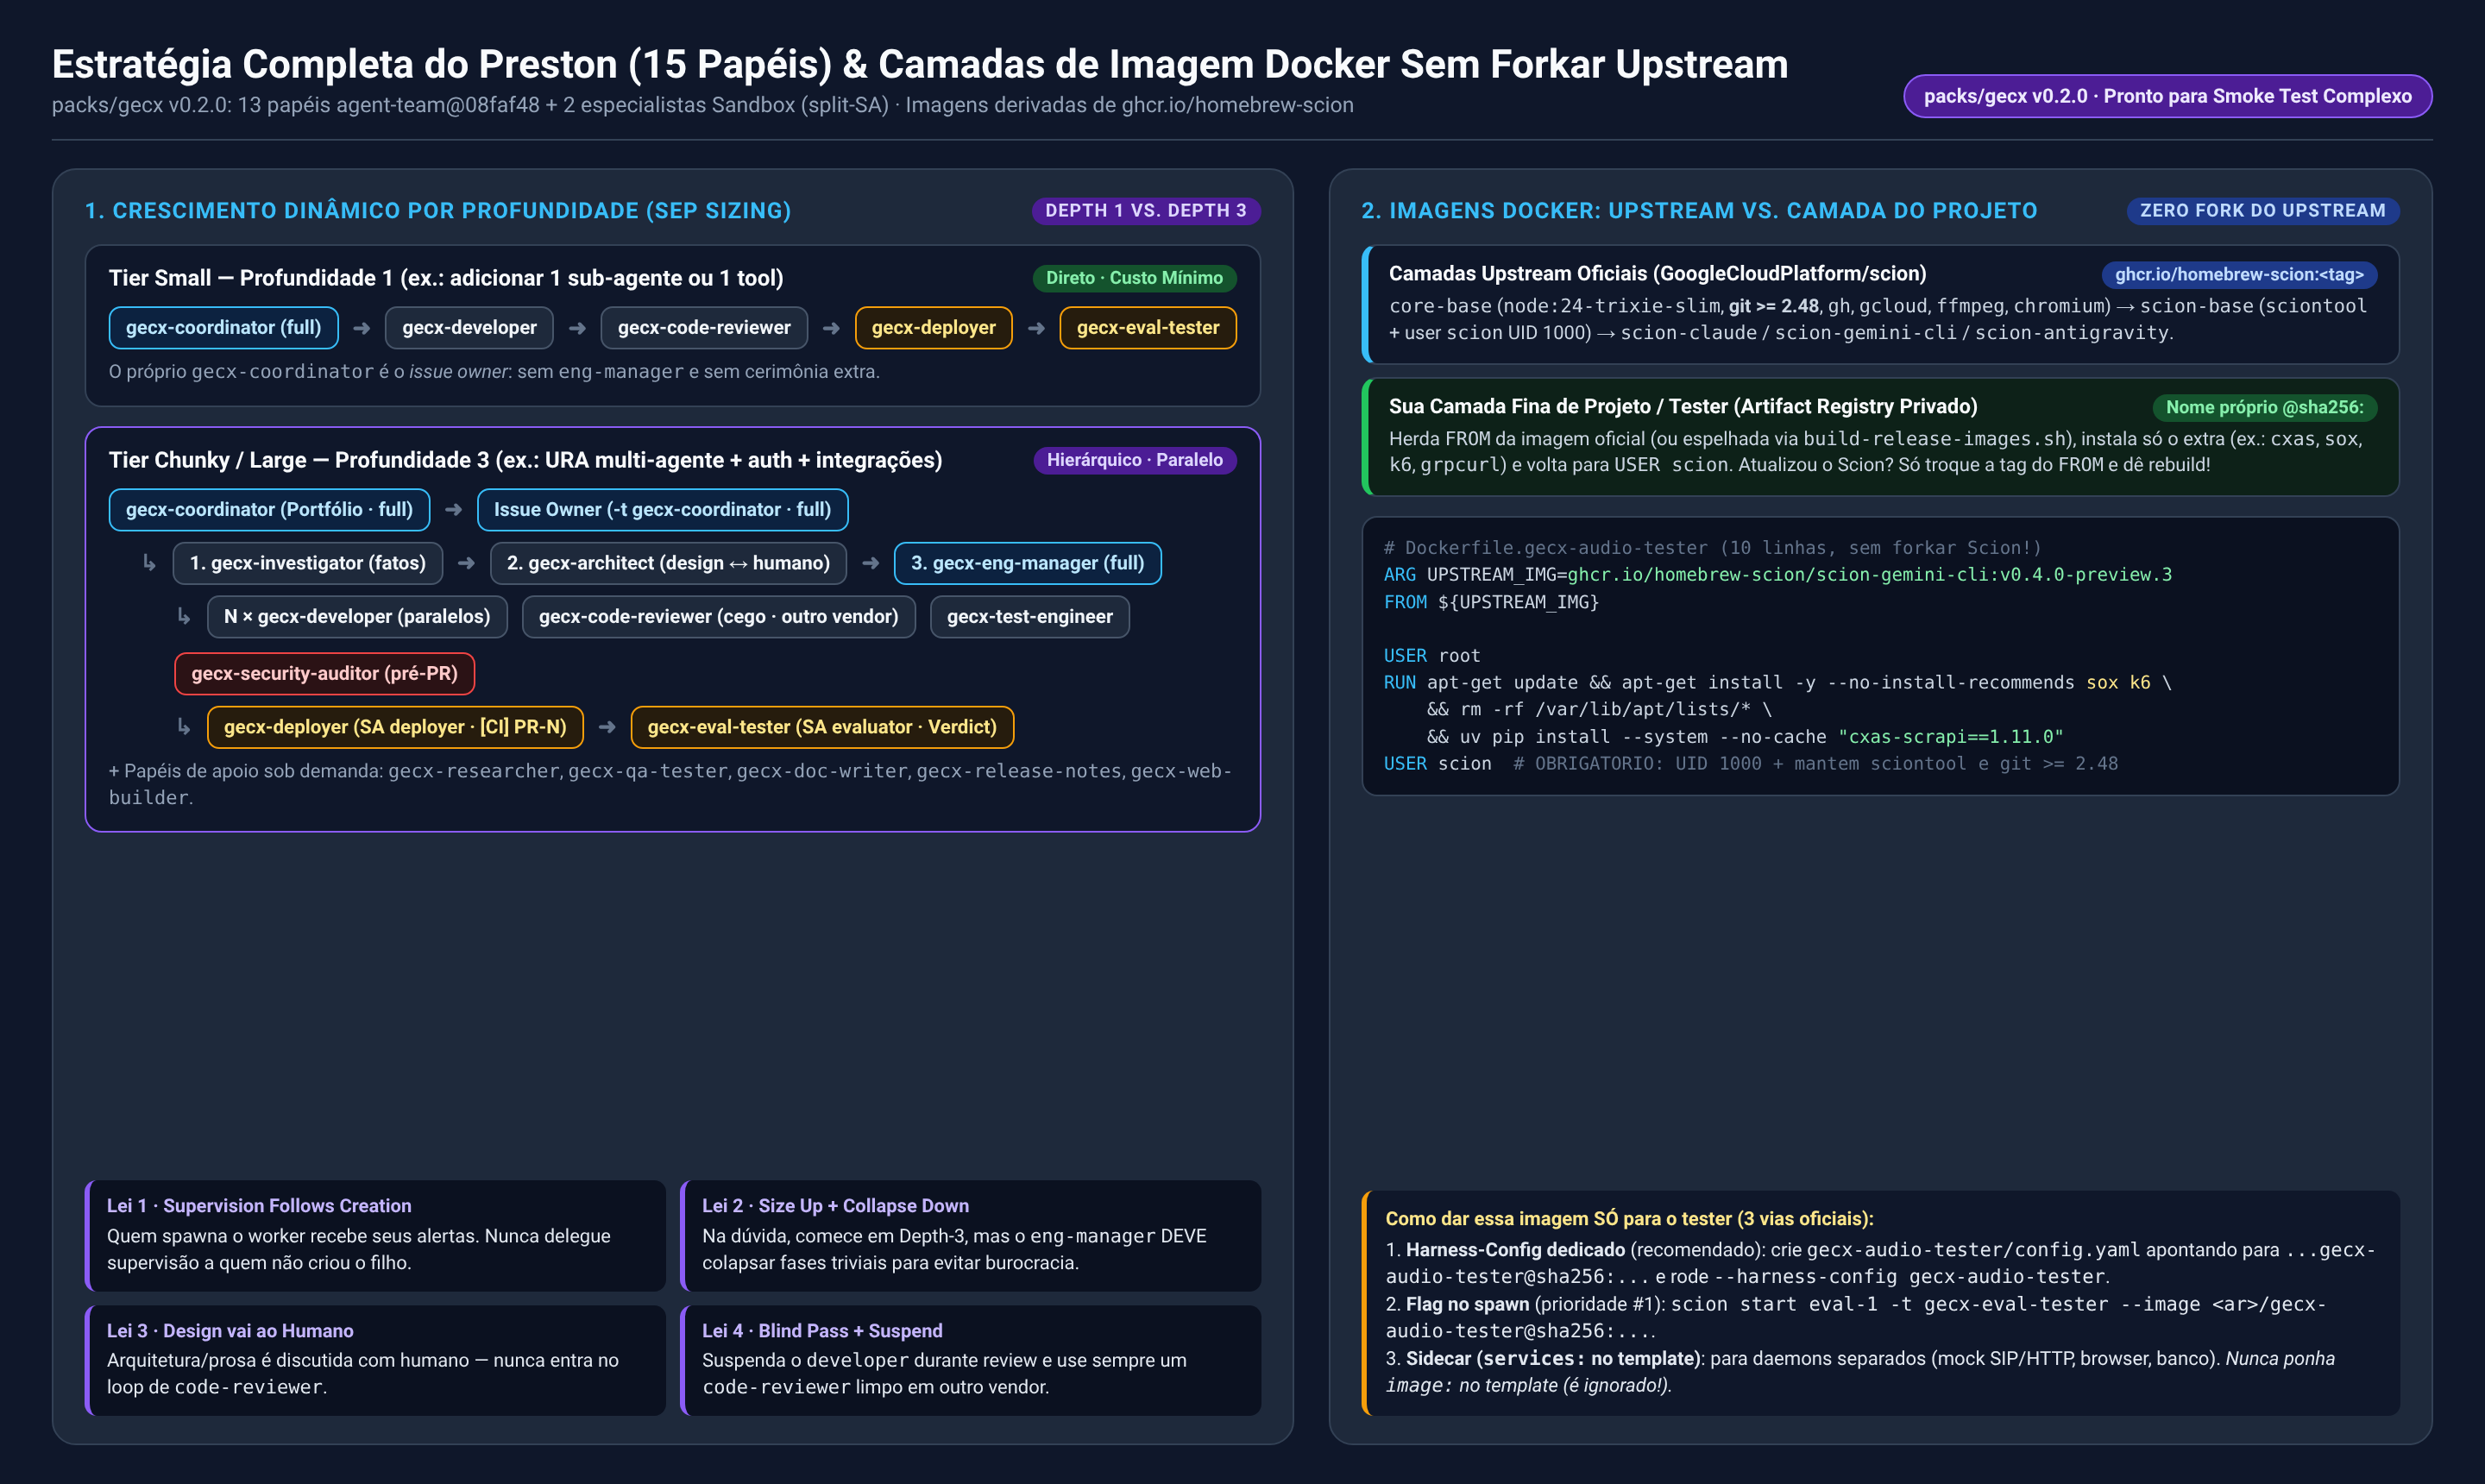 Estratégia Completa do Preston (15 Papéis) & Camadas de Imagem Docker Sem Forkar Upstream
packs/gecx v0.2.0: 13 papéis agent-team@08faf48 + 2 especialistas Sandbox (split-SA) · Imagens derivadas de ghcr.io/homebrew-scion
packs/gecx v0.2.0 · Pronto para Smoke Test Complexo
1. CRESCIMENTO DINÂMICO POR PROFUNDIDADE (SEP SIZING)
DEPTH 1 VS. DEPTH 3
Tier Small — Profundidade 1 (ex.: adicionar 1 sub-agente ou 1 tool)
Direto · Custo Mínimo
gecx-coordinator (full) → gecx-developer → gecx-code-reviewer → gecx-deployer → gecx-eval-tester
O próprio gecx-coordinator é o issue owner: sem eng-manager e sem cerimônia extra.
Tier Chunky / Large — Profundidade 3 (ex.: URA multi-agente + auth + integrações)
Hierárquico · Paralelo
gecx-coordinator (Portfólio · full) → Issue Owner (-t gecx-coordinator · full)
↳ 1. gecx-investigator (fatos) → 2. gecx-architect (design ↔ humano) → 3. gecx-eng-manager (full)
↳ N × gecx-developer (paralelos) gecx-code-reviewer (cego · outro vendor) gecx-test-engineer
gecx-security-auditor (pré-PR)
↳ gecx-deployer (SA deployer · [CI] PR-N) → gecx-eval-tester (SA evaluator · Verdict)
+ Papéis de apoio sob demanda: gecx-researcher, gecx-qa-tester, gecx-doc-writer, gecx-release-notes, gecx-web-
builder.
Lei 1 · Supervision Follows Creation
Quem spawna o worker recebe seus alertas. Nunca delegue
supervisão a quem não criou o filho.
Lei 2 · Size Up + Collapse Down
Na dúvida, comece em Depth-3, mas o eng-manager DEVE
colapsar fases triviais para evitar burocracia.
Lei 3 · Design vai ao Humano
Arquitetura/prosa é discutida com humano — nunca entra no
loop de code-reviewer.
Lei 4 · Blind Pass + Suspend
Suspenda o developer durante review e use sempre um
code-reviewer limpo em outro vendor.
2. IMAGENS DOCKER: UPSTREAM VS. CAMADA DO PROJETO
ZERO FORK DO UPSTREAM
Camadas Upstream Oficiais (GoogleCloudPlatform/scion)
ghcr.io/homebrew-scion:<tag>
core-base (node:24-trixie-slim, git >= 2.48, gh, gcloud, ffmpeg, chromium) → scion-base (sciontool
+ user scion UID 1000) → scion-claude / scion-gemini-cli / scion-antigravity.
Sua Camada Fina de Projeto / Tester (Artifact Registry Privado)
Nome próprio @sha256:
Herda FROM da imagem oficial (ou espelhada via build-release-images.sh), instala só o extra (ex.: cxas, sox,
k6, grpcurl) e volta para USER scion. Atualizou o Scion? Só troque a tag do FROM e dê rebuild!
# Dockerfile.gecx-audio-tester (10 linhas, sem forkar Scion!)
ARG UPSTREAM_IMG=ghcr.io/homebrew-scion/scion-gemini-cli:v0.4.0-preview.3
FROM ${UPSTREAM_IMG}
USER root
RUN apt-get update && apt-get install -y --no-install-recommends sox k6 \
&& rm -rf /var/lib/apt/lists/* \
&& uv pip install --system --no-cache "cxas-scrapi==1.11.0"
USER scion # OBRIGATORIO: UID 1000 + mantem sciontool e git >= 2.48
Como dar essa imagem SÓ para o tester (3 vias oficiais):
1. Harness-Config dedicado (recomendado): crie gecx-audio-tester/config.yaml apontando para ...gecx-
audio-tester@sha256:... e rode --harness-config gecx-audio-tester.
2. Flag no spawn (prioridade #1): scion start eval-1 -t gecx-eval-tester --image <ar>/gecx-
audio-tester@sha256:....
3. Sidecar (services: no template): para daemons separados (mock SIP/HTTP, browser, banco). Nunca ponha
image: no template (é ignorado!).